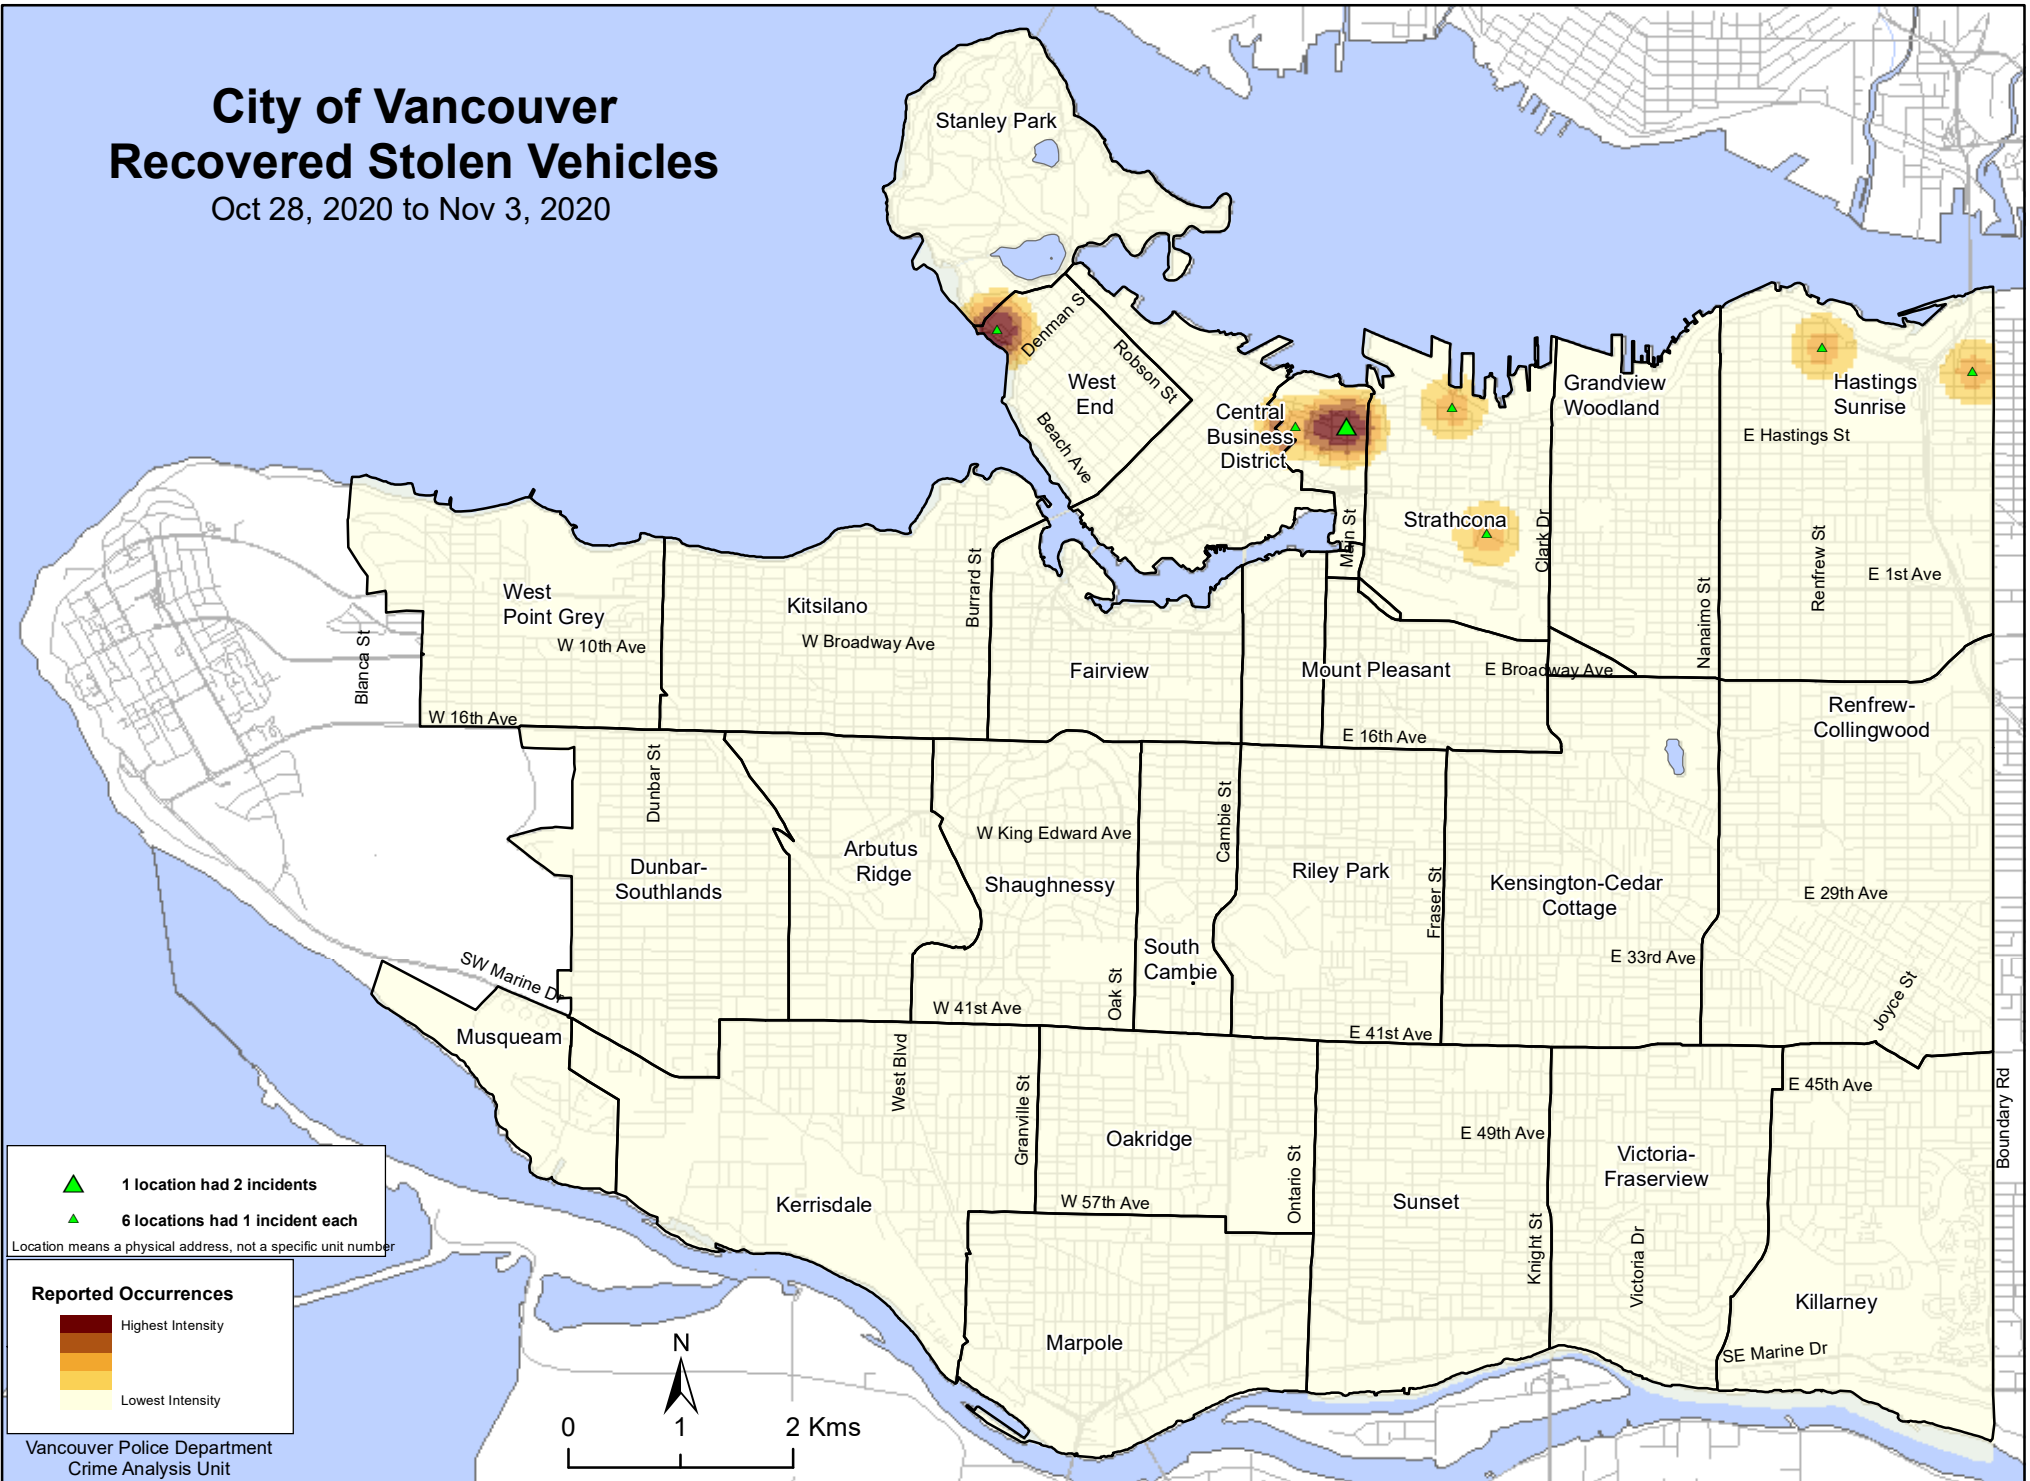 City of Vancouver
Recovered Stolen Vehicles
Oct 28, 2020 to Nov 3, 2020
Stanley Park
Denman S
Robson St
West
End
Beach Ave
Central
Business
District
Grandview
Woodland
Hastings
Sunrise
E Hastings St
Strathcona
Main St
Clark Dr
Nanaimo St
Renfrew St
E 1st Ave
West
Point Grey
W 10th Ave
Blanca St
W 16th Ave
Kitsilano
W Broadway Ave
Burrard St
Fairview
Mount Pleasant
E Broadway Ave
E 16th Ave
Renfrew-
Collingwood
Dunbar St
Dunbar-
Southlands
Arbutus
Ridge
W King Edward Ave
Shaughnessy
Cambie St
South
Cambie
Oak St
W 41st Ave
Riley Park
Fraser St
Kensington-Cedar
Cottage
E 33rd Ave
E 29th Ave
Joyce St
E 41st Ave
SW Marine Dr
Musqueam
West Blvd
Granville St
Kerrisdale
Oakridge
W 57th Ave
Ontario St
Marpole
Sunset
E 49th Ave
Knight St
Victoria-
Fraserview
Victoria Dr
E 45th Ave
Killarney
SE Marine Dr
Boundary Rd
1 location had 2 incidents
6 locations had 1 incident each
Location means a physical address, not a specific unit number
Reported Occurrences
Highest Intensity
Lowest Intensity
Vancouver Police Department
Crime Analysis Unit
N
0 1 2 Kms